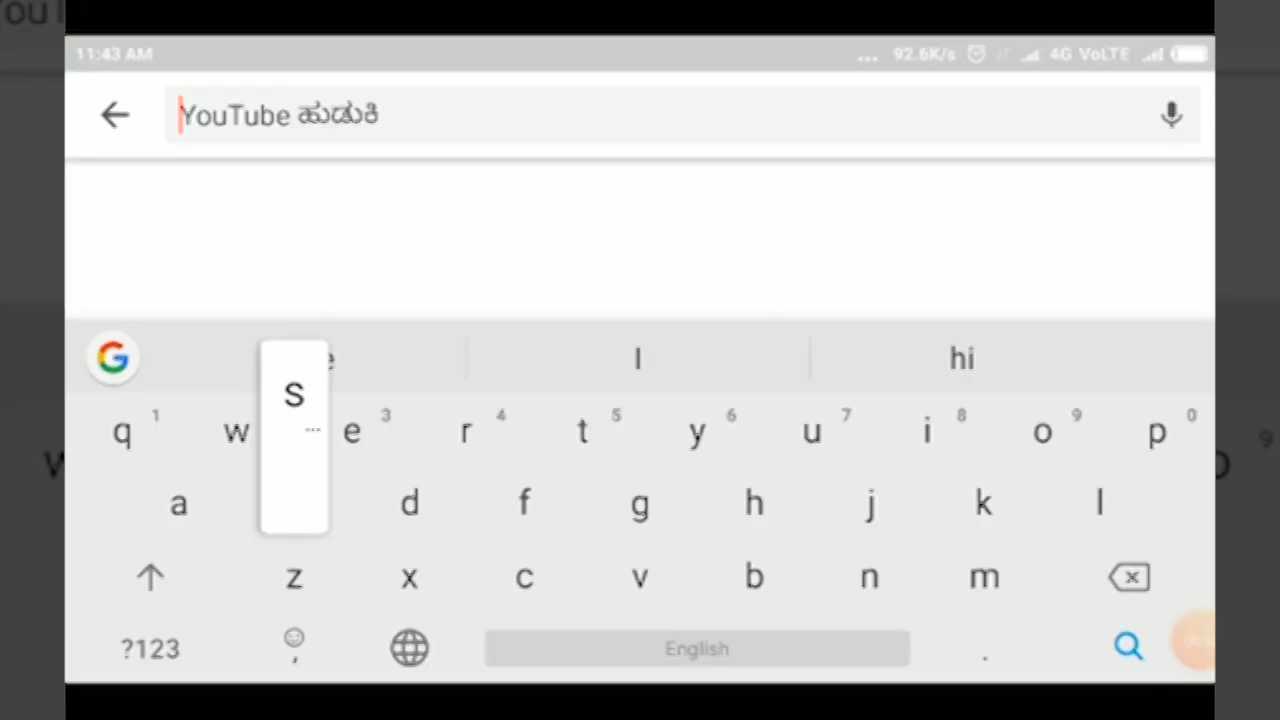 11:43 AM ... 92.6K/s 4G VoLTE
YouTube ಹುಡುಕಿ
I hi
S
q 1 w e 3 r 4 t 5 y 6 u 7 i 8 o 9 p 0
a d f g h j k l
z x c v b n m
?123 , English .